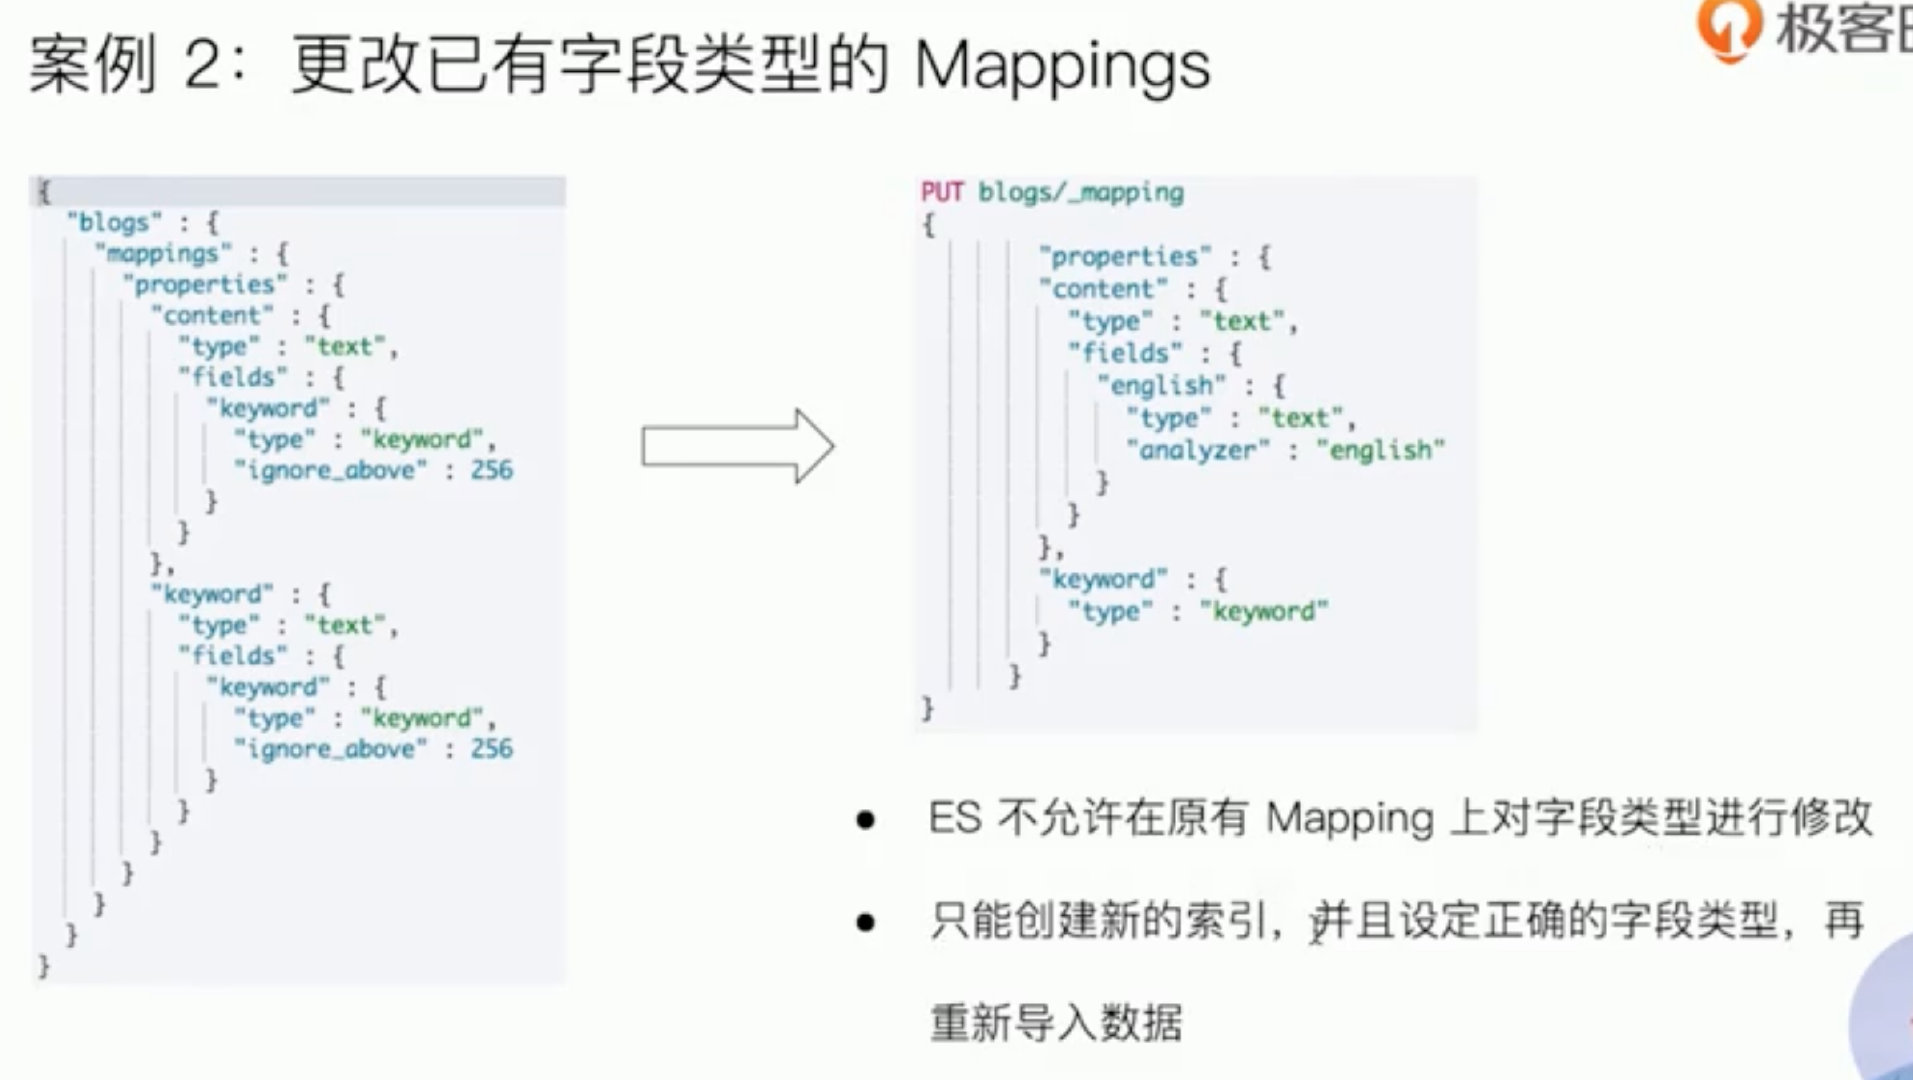 案例 2：更改已有字段类型的 Mappings
极客
{
"blogs" : {
"mappings" : {
"properties" : {
"content" : {
"type" : "text",
"fields" : {
"keyword" : {
"type" : "keyword",
"ignore_above" : 256
}
}
},
"keyword" : {
"type" : "text",
"fields" : {
"keyword" : {
"type" : "keyword",
"ignore_above" : 256
}
}
}
}
}
}
}
PUT blogs/_mapping
{
"properties" : {
"content" : {
"type" : "text",
"fields" : {
"english" : {
"type" : "text",
"analyzer" : "english"
}
}
},
"keyword" : {
"type" : "keyword"
}
}
}
● ES 不允许在原有 Mapping 上对字段类型进行修改
● 只能创建新的索引，并且设定正确的字段类型，再
重新导入数据